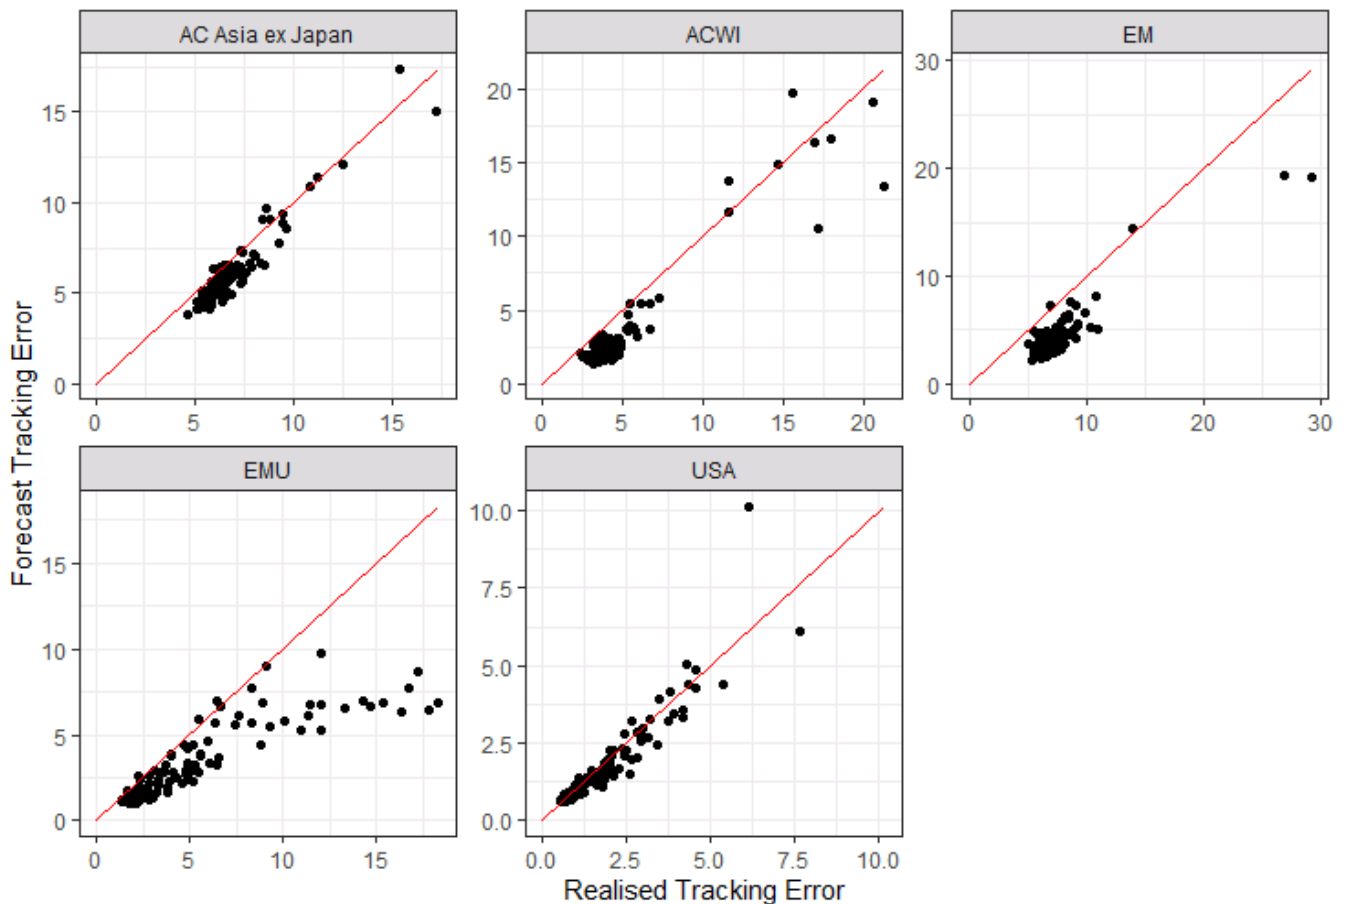 AC Asia ex Japan
ACWI
EM
15
10
5
0
20
15
10
5
0
30
20
10
0
0 5 10 15
0 5 10 15 20
0 10 20 30
Forecast Tracking Error
EMU
USA
15
10
5
0
10.0
7.5
5.0
2.5
0.0
0 5 10 15
0.0 2.5 5.0 7.5 10.0
Realised Tracking Error